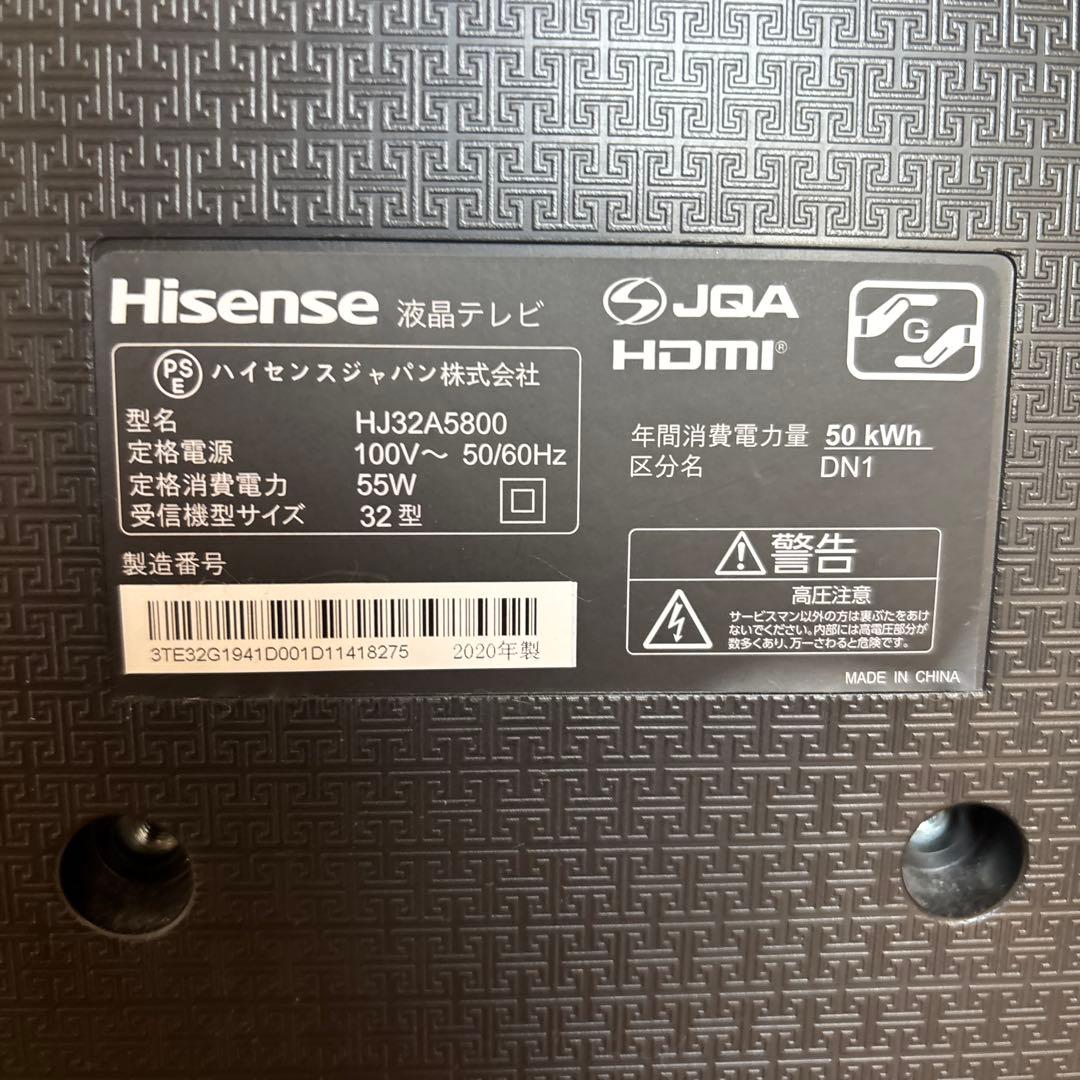 Hisense 液晶テレビ
PSE ハイセンスジャパン株式会社
型名 HJ32A5800
定格電源 100V～ 50/60Hz
定格消費電力 55W
受信機型サイズ 32型
製造番号
3TE32G1941D001D11418275 2020年製
S JQA
HDMI®
G
年間消費電力量 50 kWh
区分名 DN1
警告
高圧注意
サービスマン以外の方は裏ぶたをあけ
ないでください。内部には高電圧部分が
数多くあり、万一さわると危険です。
MADE IN CHINA